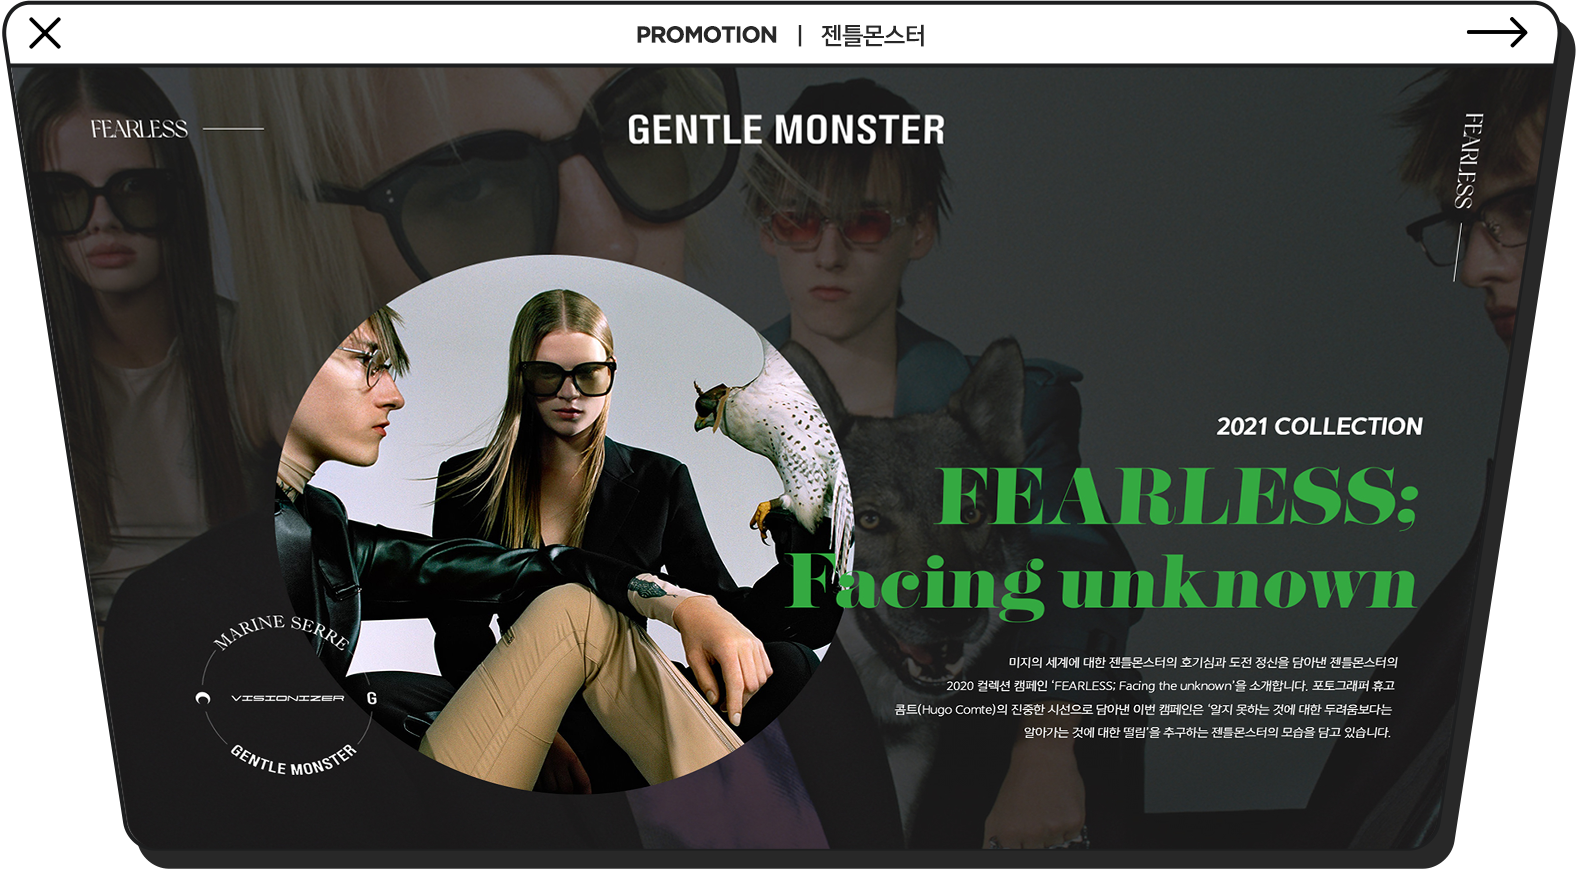 PROMOTION | 젠틀몬스터
FEARLESS
GENTLE MONSTER
FEARLESS
2021 COLLECTION
FEARLESS;
Facing unknown
미지의 세계에 대한 젠틀몬스터의 호기심과 도전 정신을 담아낸 젠틀몬스터의
2020 컬렉션 캠페인 ‘FEARLESS; Facing the unknown’을 소개합니다. 포토그래퍼 휴고
콤트(Hugo Comte)의 진중한 시선으로 담아낸 이번 캠페인은 ‘알지 못하는 것에 대한 두려움보다는
알아가는 것에 대한 떨림’을 추구하는 젠틀몬스터의 모습을 담고 있습니다.
MARINE SERRE
VISIONIZER G
GENTLE MONSTER